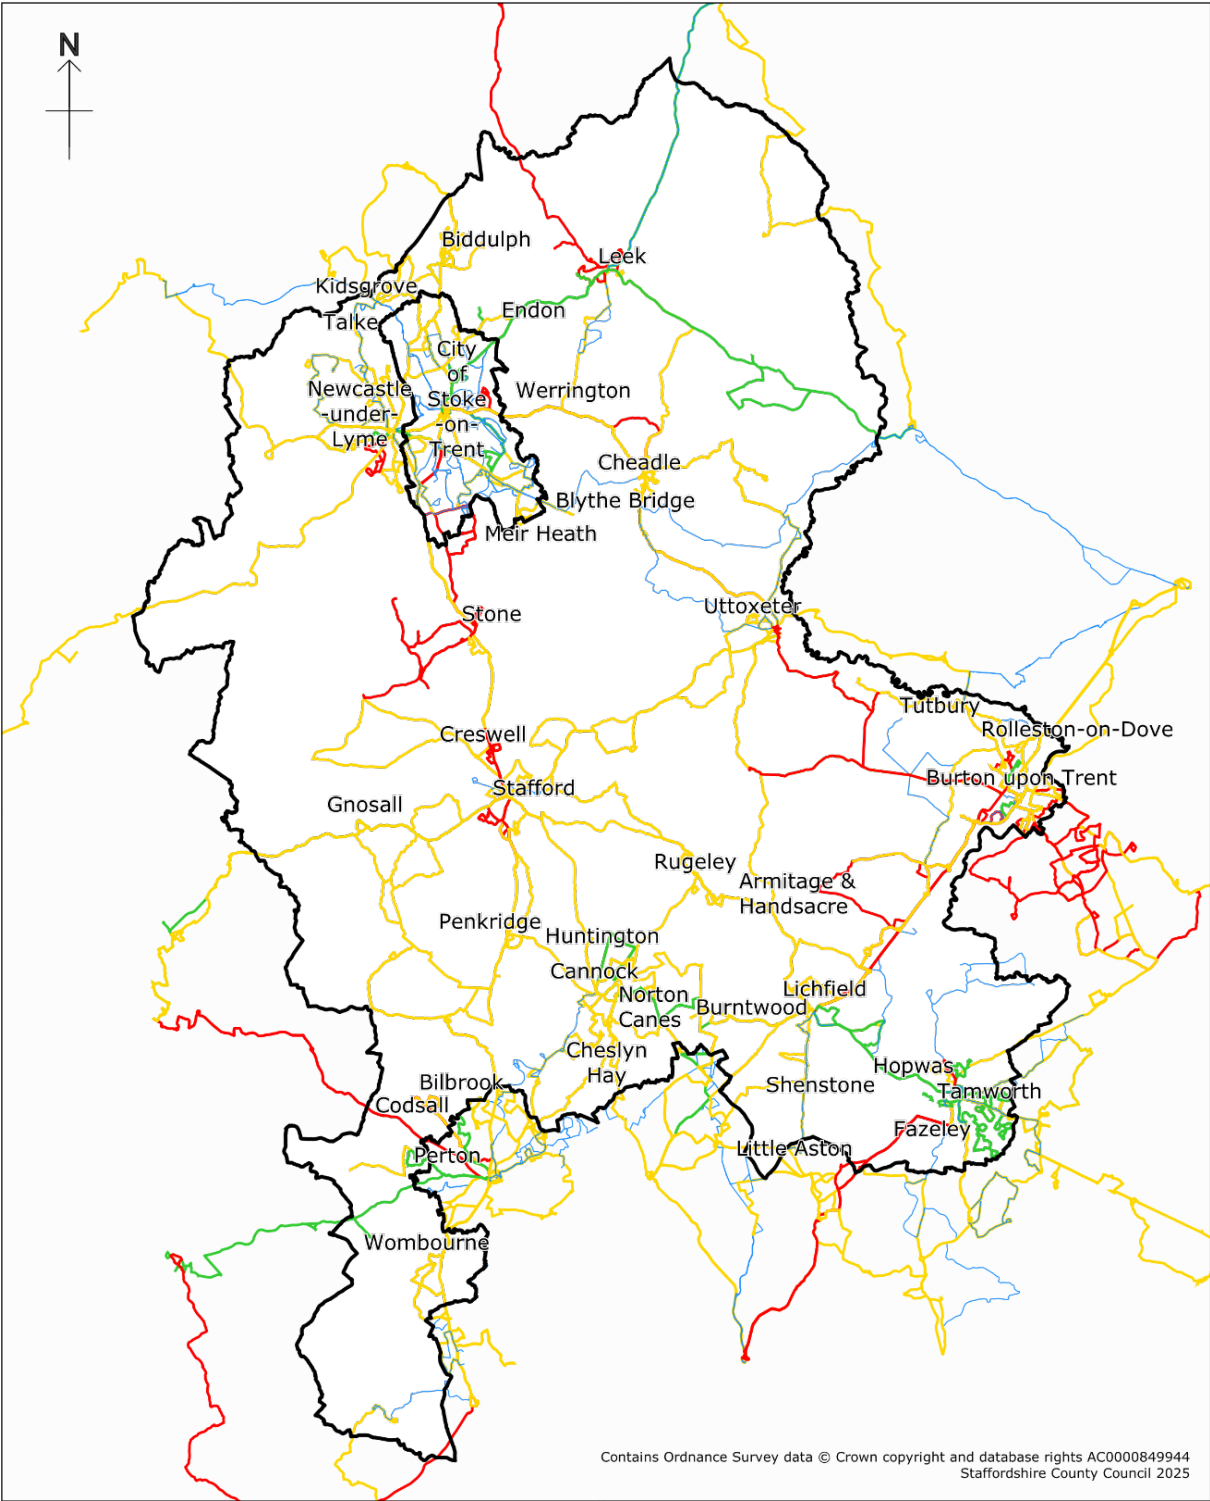 N
Biddulph
Leek
Kidsgrove
Endon
Talke
City
of
Stoke
-on-
Trent
Newcastle
-under-
Lyme
Werrington
Cheadle
Blythe Bridge
Meir Heath
Uttoxeter
Stone
Tutbury
Rolleston-on-Dove
Creswell
Burton upon Trent
Stafford
Gnosall
Rugeley
Armitage &
Handsacre
Penkridge
Huntington
Cannock
Lichfield
Norton
Canes
Burntwood
Cheslyn
Hay
Hopwas
Bilbrook
Shenstone
Tamworth
Codsall
Fazeley
Little Aston
Perton
Wombourne
Contains Ordnance Survey data © Crown copyright and database rights AC0000849944
Staffordshire County Council 2025